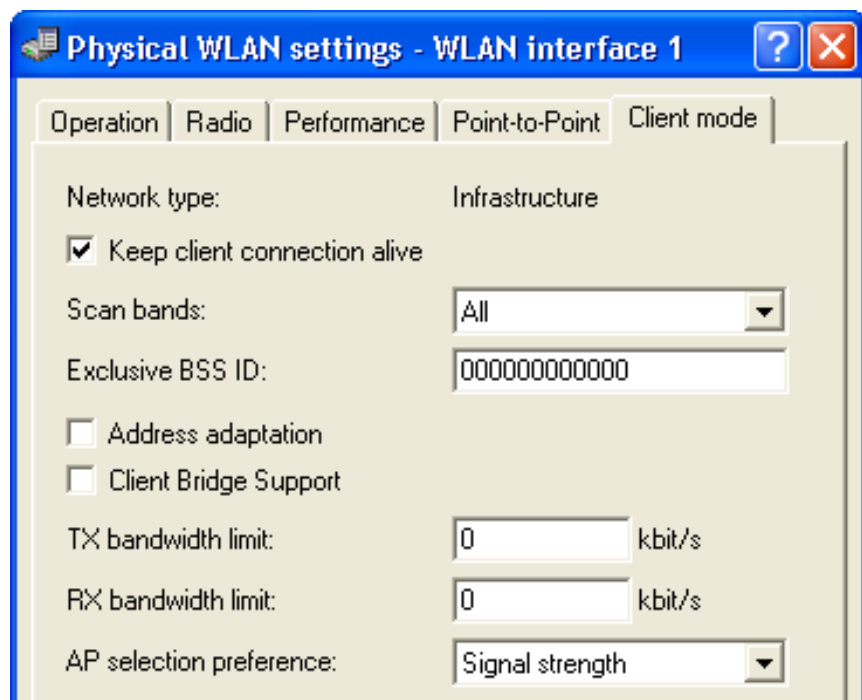 Physical WLAN settings - WLAN interface 1
?
Operation Radio Performance Point-to-Point Client mode
Network type: Infrastructure
Keep client connection alive
Scan bands: All
Exclusive BSS ID: 000000000000
Address adaptation
Client Bridge Support
TX bandwidth limit: 0 kbit/s
RX bandwidth limit: 0 kbit/s
AP selection preference: Signal strength